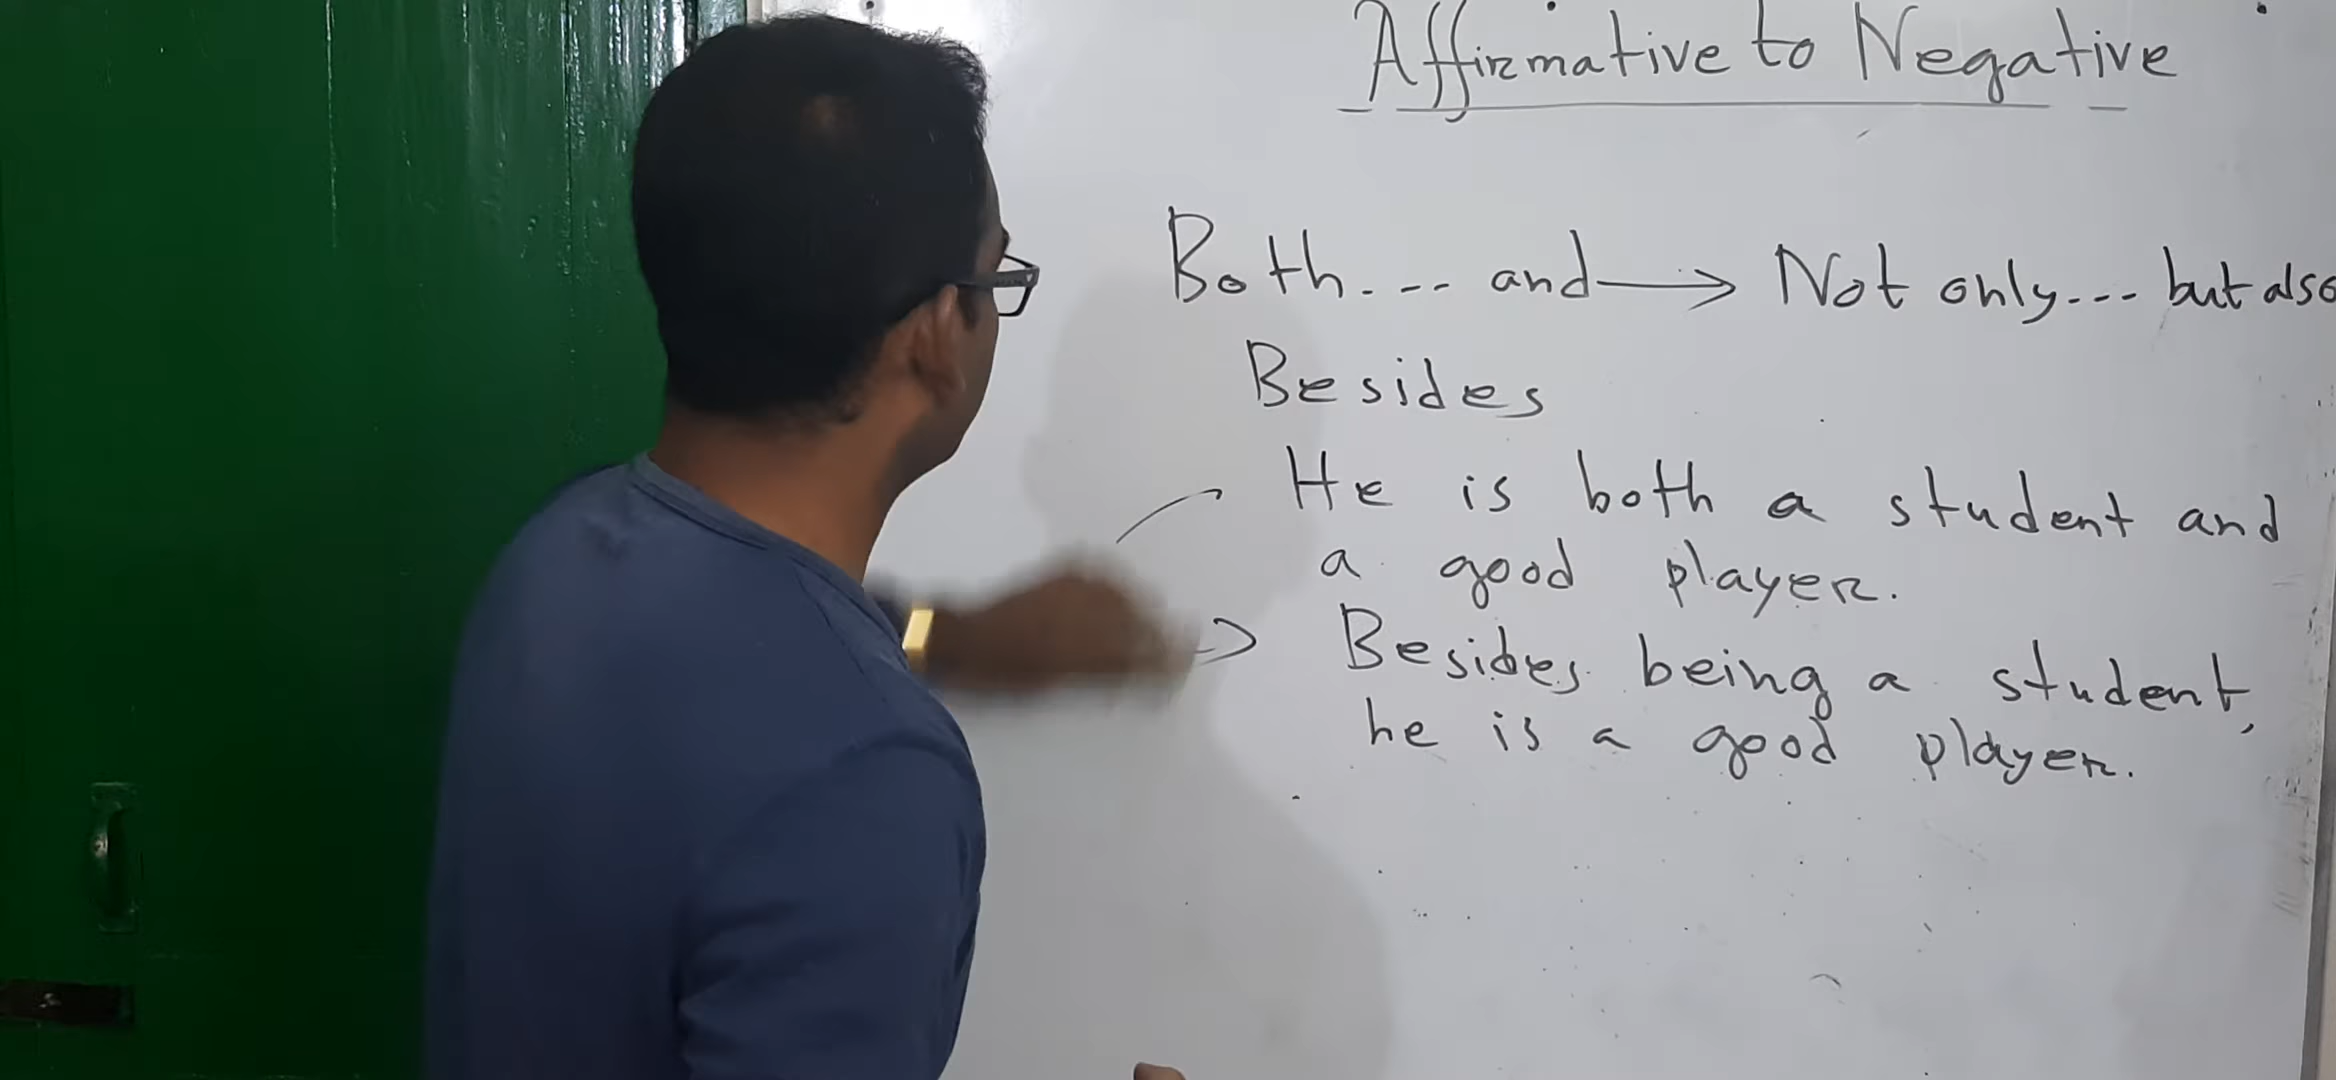 Affirmative to Negative
Both.--- and → Not only... but also
Besides
He is both a student and
a good player.
→ Besides being a student,
he is a good player.